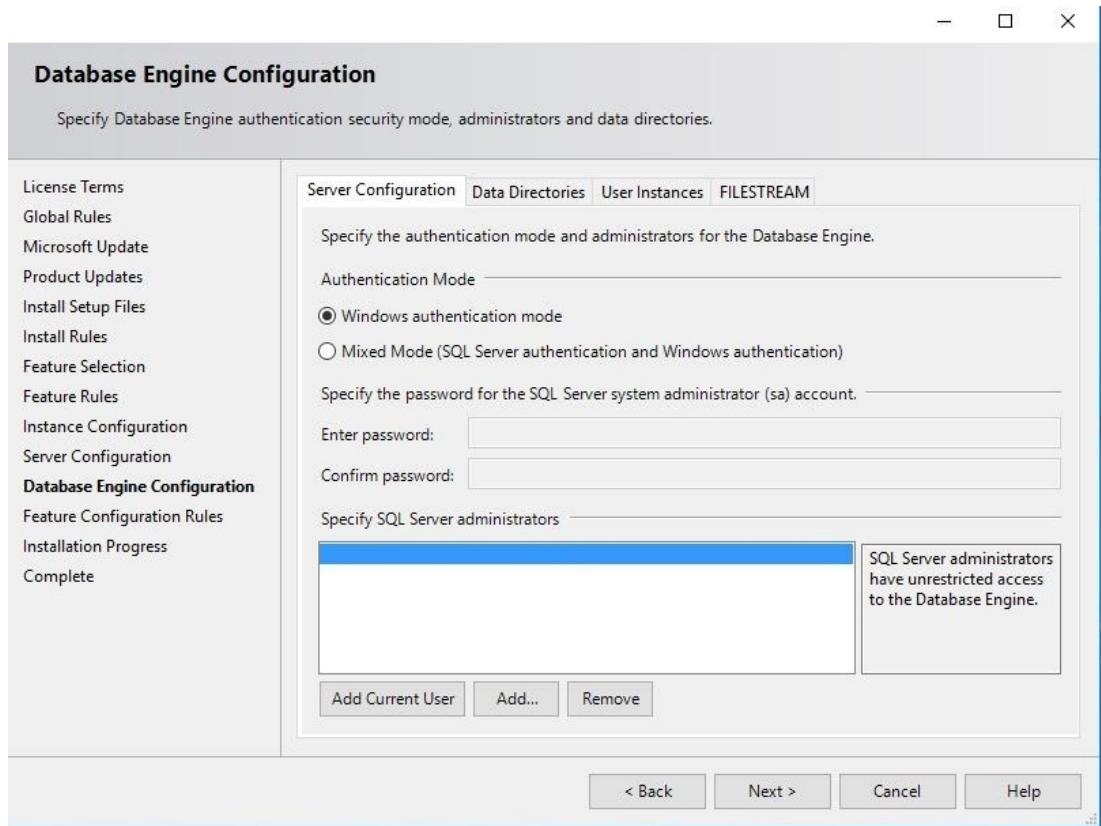 Database Engine Configuration
Specify Database Engine authentication security mode, administrators and data directories.
License Terms
Global Rules
Microsoft Update
Product Updates
Install Setup Files
Install Rules
Feature Selection
Feature Rules
Instance Configuration
Server Configuration
Database Engine Configuration
Feature Configuration Rules
Installation Progress
Complete
Server Configuration Data Directories User Instances FILESTREAM
Specify the authentication mode and administrators for the Database Engine.
Authentication Mode
Windows authentication mode
Mixed Mode (SQL Server authentication and Windows authentication)
Specify the password for the SQL Server system administrator (sa) account.
Enter password:
Confirm password:
Specify SQL Server administrators
SQL Server administrators
have unrestricted access
to the Database Engine.
Add Current User Add... Remove
< Back Next > Cancel Help